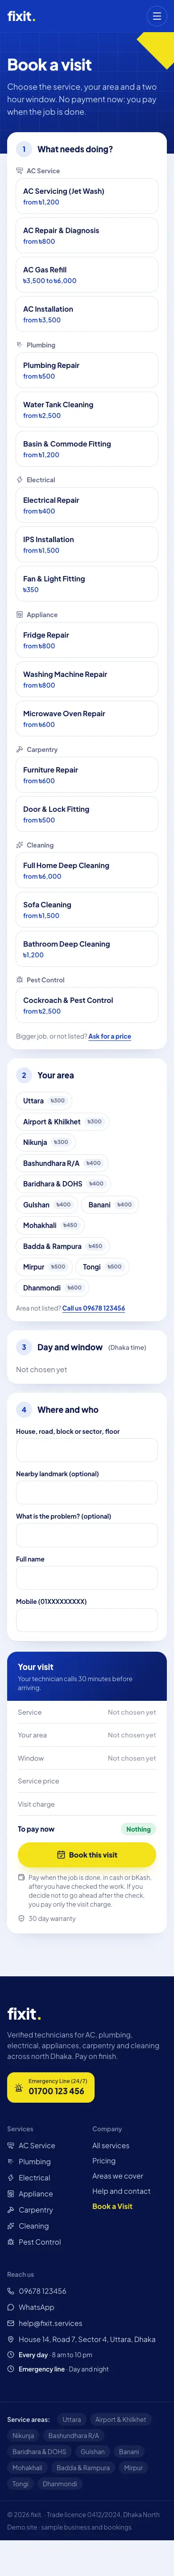 fixit.
Book a visit
Choose the service, your area and a two
hour window. No payment now: you pay
when the job is done.
1 What needs doing?
AC Service
AC Servicing (Jet Wash)
from ৳1,200
AC Repair & Diagnosis
from ৳800
AC Gas Refill
৳3,500 to ৳6,000
AC Installation
from ৳3,500
Plumbing
Plumbing Repair
from ৳500
Water Tank Cleaning
from ৳2,500
Basin & Commode Fitting
from ৳1,200
Electrical
Electrical Repair
from ৳400
IPS Installation
from ৳1,500
Fan & Light Fitting
৳350
Appliance
Fridge Repair
from ৳800
Washing Machine Repair
from ৳800
Microwave Oven Repair
from ৳600
Carpentry
Furniture Repair
from ৳600
Door & Lock Fitting
from ৳500
Cleaning
Full Home Deep Cleaning
from ৳6,000
Sofa Cleaning
from ৳1,500
Bathroom Deep Cleaning
৳1,200
Pest Control
Cockroach & Pest Control
from ৳2,500
Bigger job, or not listed? Ask for a price
2 Your area
Uttara ৳300
Airport & Khilkhet ৳300
Nikunja ৳300
Bashundhara R/A ৳400
Baridhara & DOHS ৳400
Gulshan ৳400 Banani ৳400
Mohakhali ৳450
Badda & Rampura ৳450
Mirpur ৳500 Tongi ৳500
Dhanmondi ৳600
Area not listed? Call us 09678 123456
3 Day and window (Dhaka time)
Not chosen yet
4 Where and who
House, road, block or sector, floor
Nearby landmark (optional)
What is the problem? (optional)
Full name
Mobile (01XXXXXXXXX)
Your visit
Your technician calls 30 minutes before
arriving.
Service Not chosen yet
Your area Not chosen yet
Window Not chosen yet
Service price
Visit charge
To pay now Nothing
Book this visit
Pay when the job is done, in cash or bKash,
after you have checked the work. If you
decide not to go ahead after the check,
you pay only the visit charge.
30 day warranty
fixit.
Verified technicians for AC, plumbing,
electrical, appliances, carpentry and cleaning
across north Dhaka. Pay on finish.
Emergency Line (24/7)
01700 123 456
Services Company
AC Service All services
Plumbing Pricing
Electrical Areas we cover
Appliance Help and contact
Carpentry Book a Visit
Cleaning
Pest Control
Reach us
09678 123456
WhatsApp
help@fixit.services
House 14, Road 7, Sector 4, Uttara, Dhaka
Every day · 8 am to 10 pm
Emergency line · Day and night
Service areas: Uttara Airport & Khilkhet
Nikunja Bashundhara R/A
Baridhara & DOHS Gulshan Banani
Mohakhali Badda & Rampura Mirpur
Tongi Dhanmondi
© 2026 fixit. · Trade licence 0412/2024, Dhaka North
Demo site · sample business and bookings